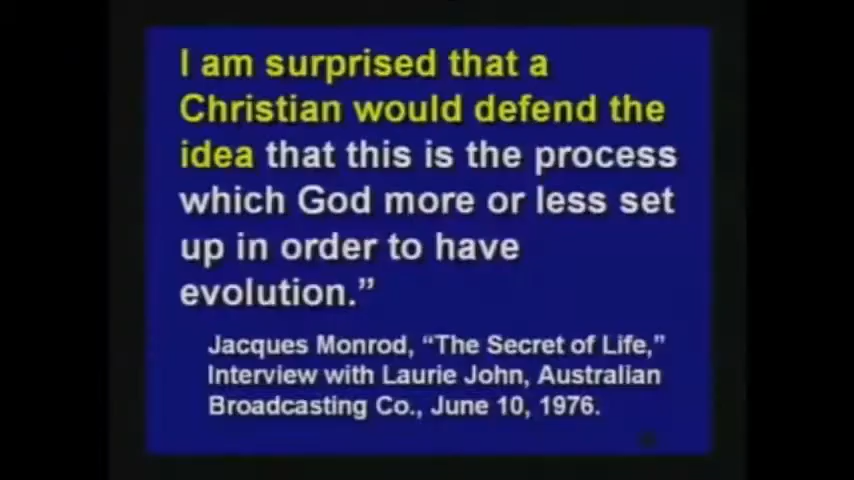 I am surprised that a
Christian would defend the
idea that this is the process
which God more or less set
up in order to have
evolution.”
Jacques Monrod, “The Secret of Life,”
Interview with Laurie John, Australian
Broadcasting Co., June 10, 1976.